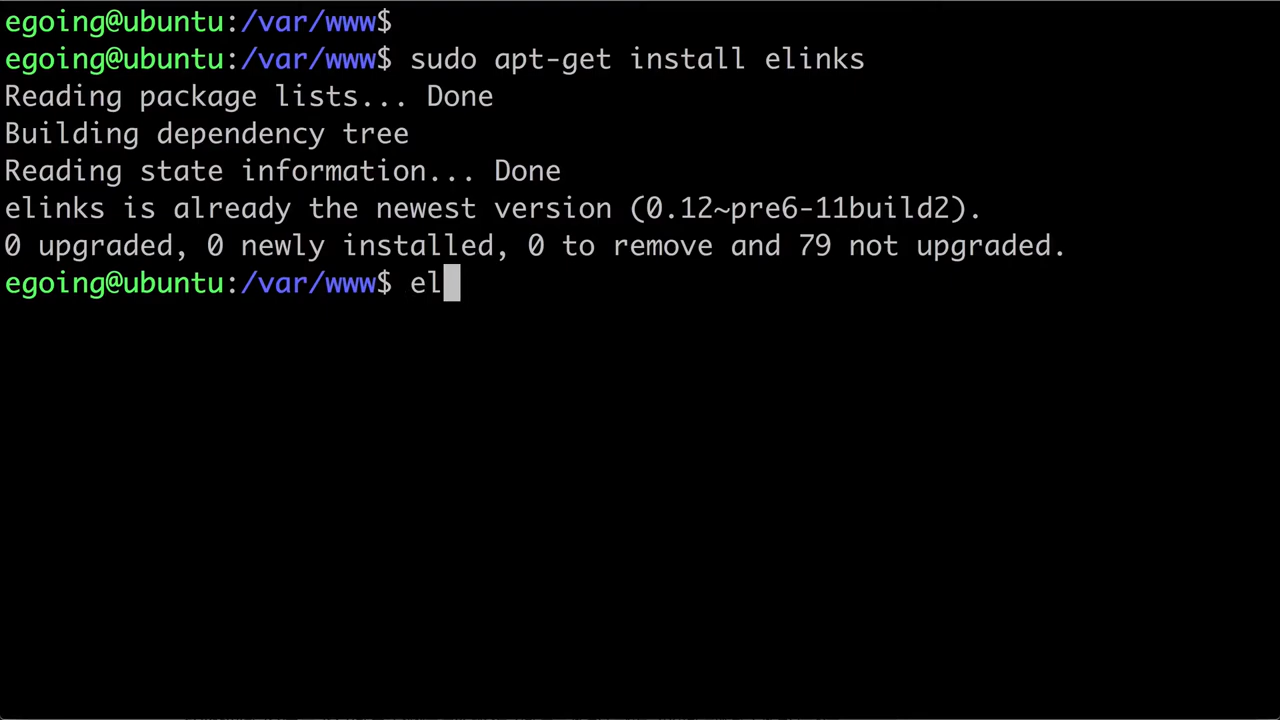 egoing@ubuntu:/var/www$
egoing@ubuntu:/var/www$ sudo apt-get install elinks
Reading package lists... Done
Building dependency tree
Reading state information... Done
elinks is already the newest version (0.12~pre6-11build2).
0 upgraded, 0 newly installed, 0 to remove and 79 not upgraded.
egoing@ubuntu:/var/www$ el